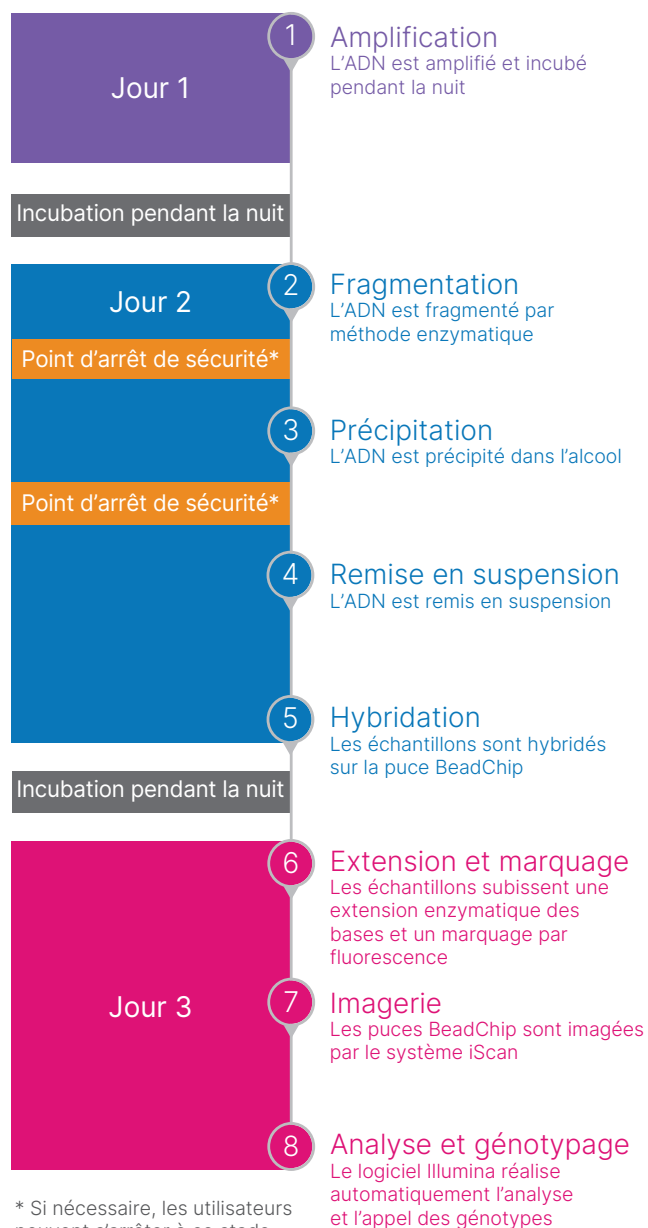 1
Amplification
L'ADN est amplifié et incubé
pendant la nuit
Jour 1
Incubation pendant la nuit
2
Fragmentation
L'ADN est fragmenté par
méthode enzymatique
Jour 2
Point d'arrêt de sécurité*
3
Précipitation
L'ADN est précipité dans l'alcool
Point d'arrêt de sécurité*
4
Remise en suspension
L'ADN est remis en suspension
5
Hybridation
Les échantillons sont hybridés
sur la puce BeadChip
Incubation pendant la nuit
6
Extension et marquage
Les échantillons subissent une
extension enzymatique des
bases et un marquage par
fluorescence
Jour 3
7
Imagerie
Les puces BeadChip sont imagées
par le système iScan
8
Analyse et génotypage
Le logiciel Illumina réalise
automatiquement l'analyse
et l'appel des génotypes
* Si nécessaire, les utilisateurs